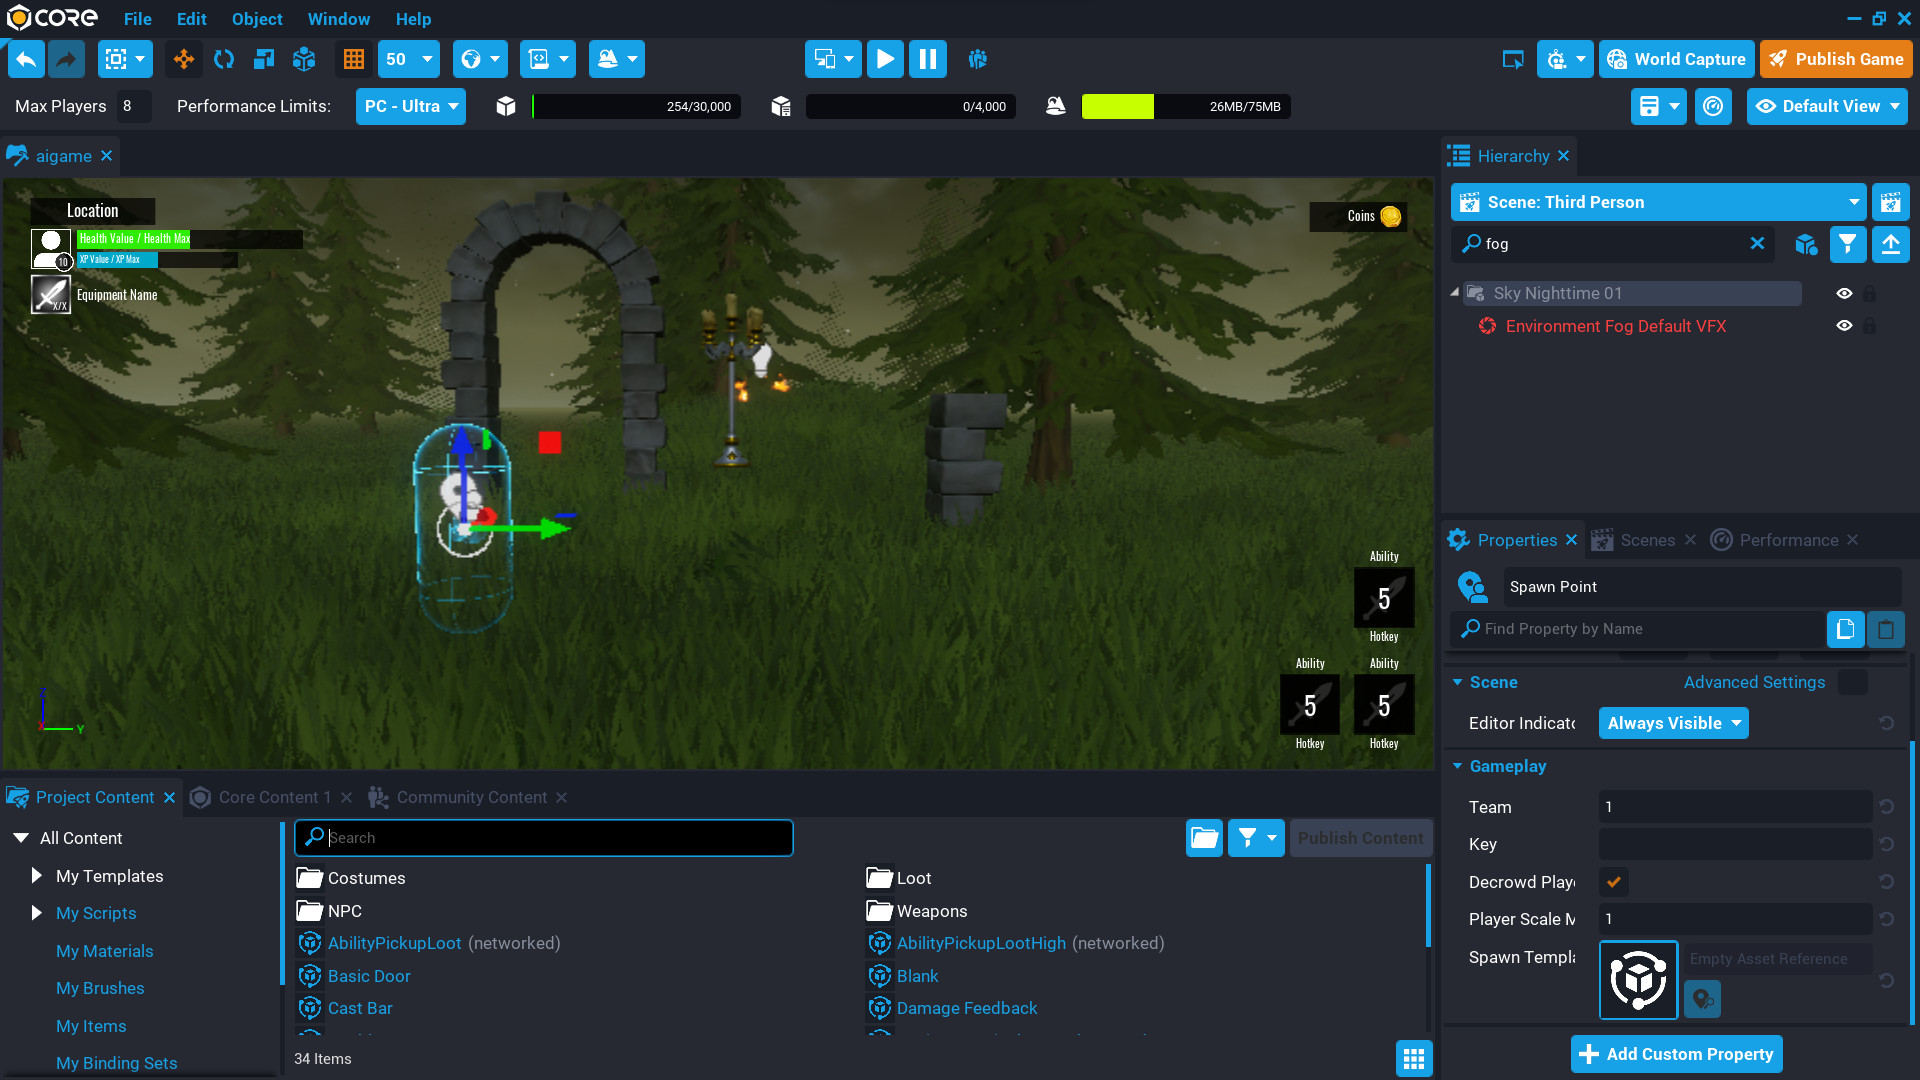 CORE File Edit Object Window Help
50 World Capture Publish Game
Max Players 8 Performance Limits: PC - Ultra 254/30,000 0/4,000 26MB/75MB Default View
aigame
Hierarchy
Location
Health Value / Health Max
XP Value / XP Max
10
X/X
Equipment Name
Coins
Scene: Third Person
fog
Sky Nighttime 01
Environment Fog Default VFX
Z
X
Y
Ability
5
Hotkey
Ability
5
Hotkey
Ability
5
Hotkey
Properties Scenes Performance
Spawn Point
Find Property by Name
Scene Advanced Settings
Editor Indicato Always Visible
Gameplay
Team 1
Key
Decrowd Playe
Player Scale M 1
Spawn Templa Empty Asset Reference
Add Custom Property
Project Content Core Content 1 Community Content
All Content
My Templates
My Scripts
My Materials
My Brushes
My Items
My Binding Sets
Search
Publish Content
Costumes Loot
NPC Weapons
AbilityPickupLoot (networked) AbilityPickupLootHigh (networked)
Basic Door Blank
Cast Bar Damage Feedback
34 Items